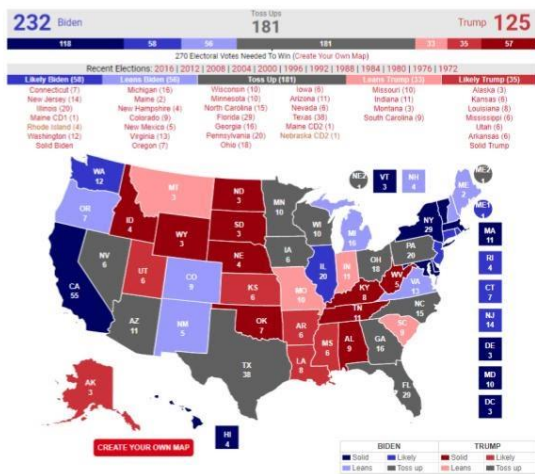 232 Biden
Toss Ups
181
Trump 125
118 58 56 181 33 35 57
270 Electoral Votes Needed To Win (Create Your Own Map)
Recent Elections: 2016 | 2012 | 2008 | 2004 | 2000 | 1996 | 1992 | 1988 | 1984 | 1980 | 1976 | 1972
Likely Biden (58) Leans Biden (56) Toss Up (181) Leans Trump (33) Likely Trump (35)
Connecticut (7) Michigan (16) Wisconsin (10) Iowa (6) Missouri (10) Alaska (3)
New Jersey (14) Maine (2) Minnesota (10) Arizona (11) Indiana (11) Kansas (6)
Illinois (20) New Hampshire (4) North Carolina (15) Nevada (6) Montana (3) Louisiana (8)
Maine CD1 (1) Colorado (9) Florida (29) Texas (38) South Carolina (9) Mississippi (6)
Rhode Island (4) New Mexico (5) Georgia (16) Maine CD2 (1) Utah (6)
Washington (12) Virginia (13) Pennsylvania (20) Nebraska CD2 (1) Arkansas (6)
Solid Biden Oregon (7) Ohio (18) Solid Trump
WA
12
OR
7
CA
55
NV
6
ID
4
MT
3
WY
3
UT
6
AZ
11
CO
9
NM
5
ND
3
SD
3
NE
4
KS
6
OK
7
TX
38
MN
10
IA
6
MO
10
AR
6
LA
8
WI
10
IL
20
MS
6
MI
16
IN
11
KY
8
TN
11
AL
9
OH
18
WV
5
GA
16
FL
29
SC
9
NC
15
VA
13
PA
20
NY
29
NE2
1
VT
3
NH
4
ME
2
ME2
1
ME1
1
MA
11
RI
4
CT
7
NJ
14
DE
3
MD
10
DC
3
AK
3
HI
4
CREATE YOUR OWN MAP
BIDEN TRUMP
Solid Likely Solid Likely
Leans Toss up Leans Toss up